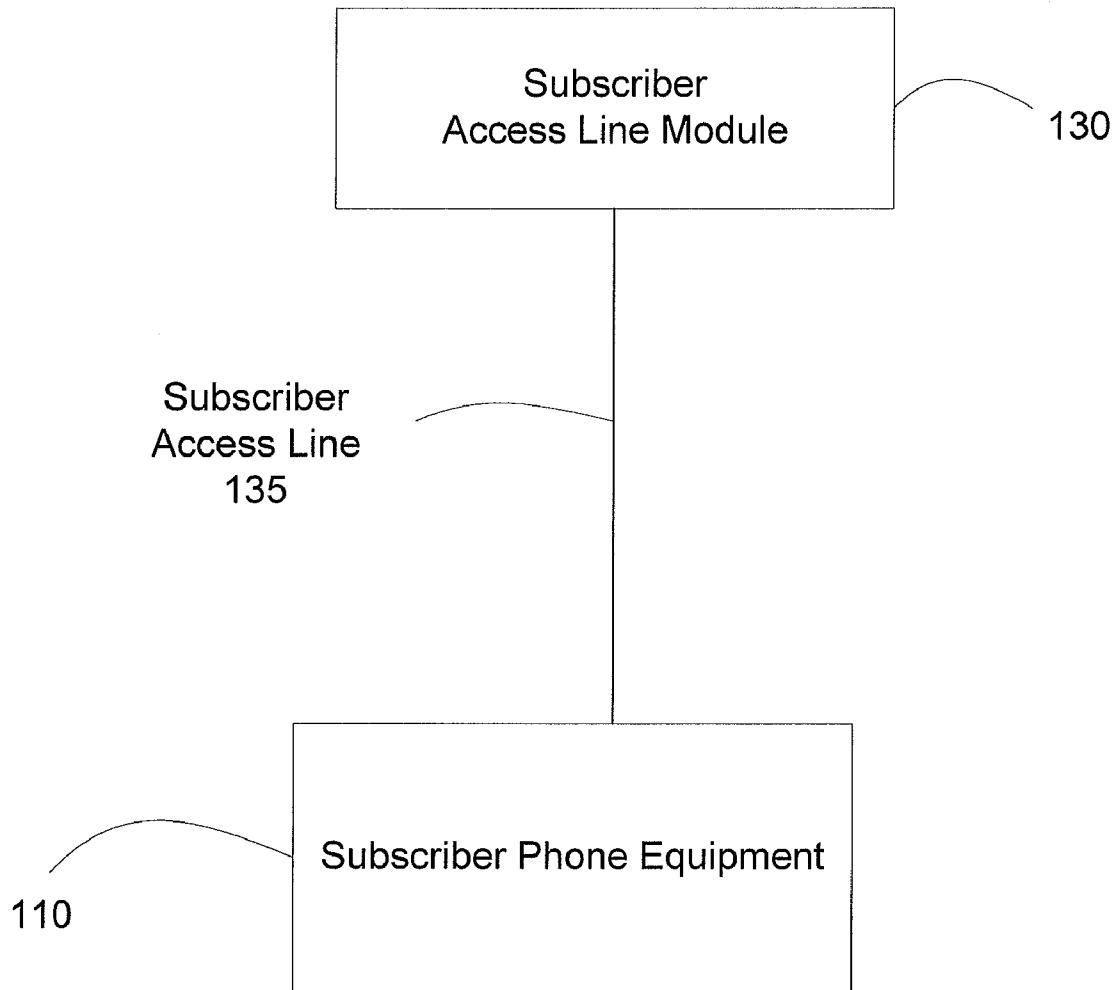 Subscriber
Access Line Module
130
Subscriber
Access Line
135
Subscriber Phone Equipment
110